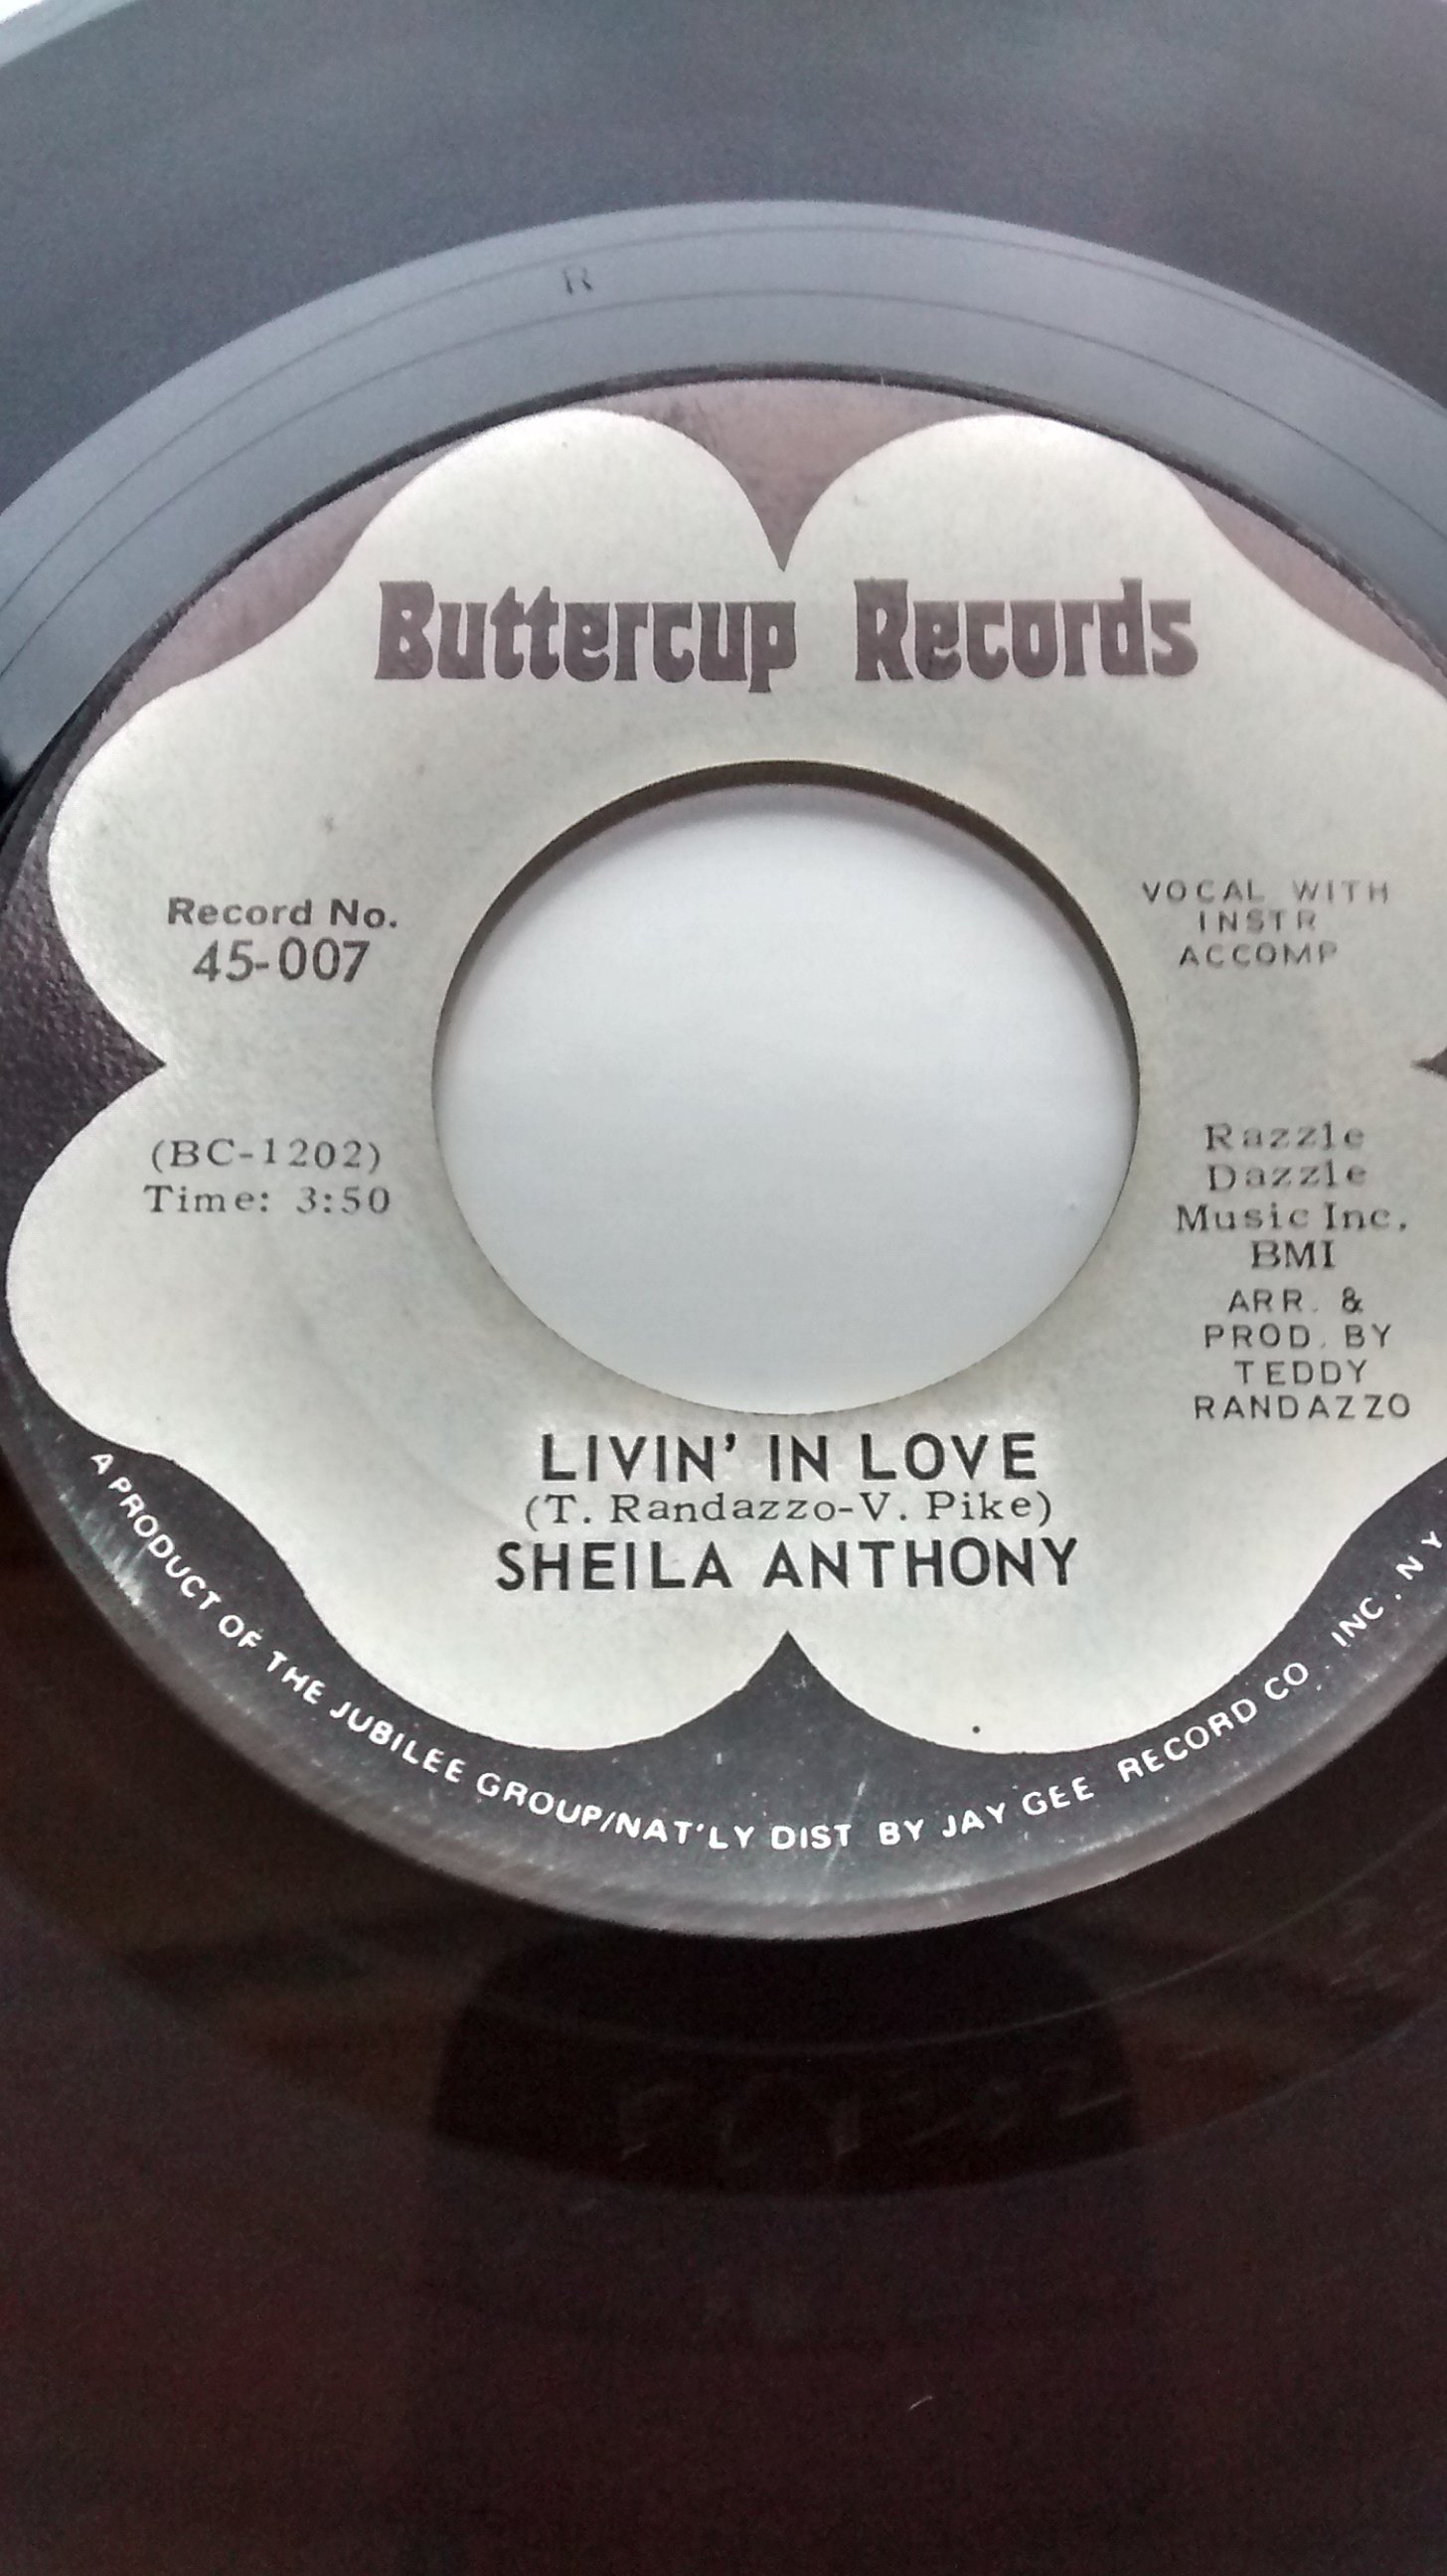 R
Buttercup Records
Record No.
45-007
VOCAL WITH
INSTR
ACCOMP
(BC-1202)
Time: 3:50
Razzle
Dazzle
Music Inc.
BMI
ARR. &
PROD. BY
TEDDY
RANDAZZO
LIVIN' IN LOVE
(T. Randazzo-V. Pike)
SHEILA ANTHONY
A PRODUCT OF THE JUBILEE GROUP/NAT'LY DIST BY JAY GEE RECORD CO. INC. N Y